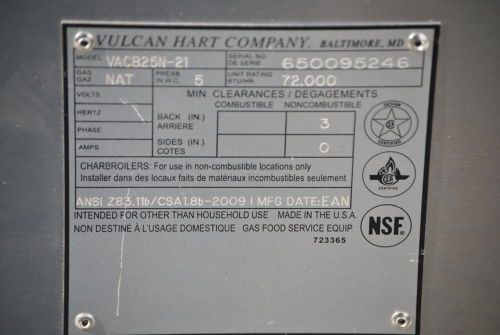 VULCAN HART COMPANY, BALTIMORE, MD
MODEL VACB25N-21 SERIAL NO. DE SERIE 650095246
GAS GAZ NAT PRESS IN W.C. 5 UNIT RATING BTU/HR 72,000
VOLTS
MIN. CLEARANCES / DEGAGEMENTS
COMBUSTIBLE NONCOMBUSTIBLE
HERTZ
BACK (IN.) ARRIERE 3
PHASE
SIDES (IN.) COTES 0
AMPS
DESIGN CERTIFIED
CERTIFIED
CHARBROILERS: For use in non-combustible locations only
Installer dans des locaux faits de matériaux incombustibles seulement
ANSI Z83.11b/CSA1.8b-2009 | MFG DATE:EAN
INTENDED FOR OTHER THAN HOUSEHOLD USE MADE IN THE U.S.A.
NON DESTINÉ À L'USAGE DOMESTIQUE GAS FOOD SERVICE EQUIP.
723365
NSF